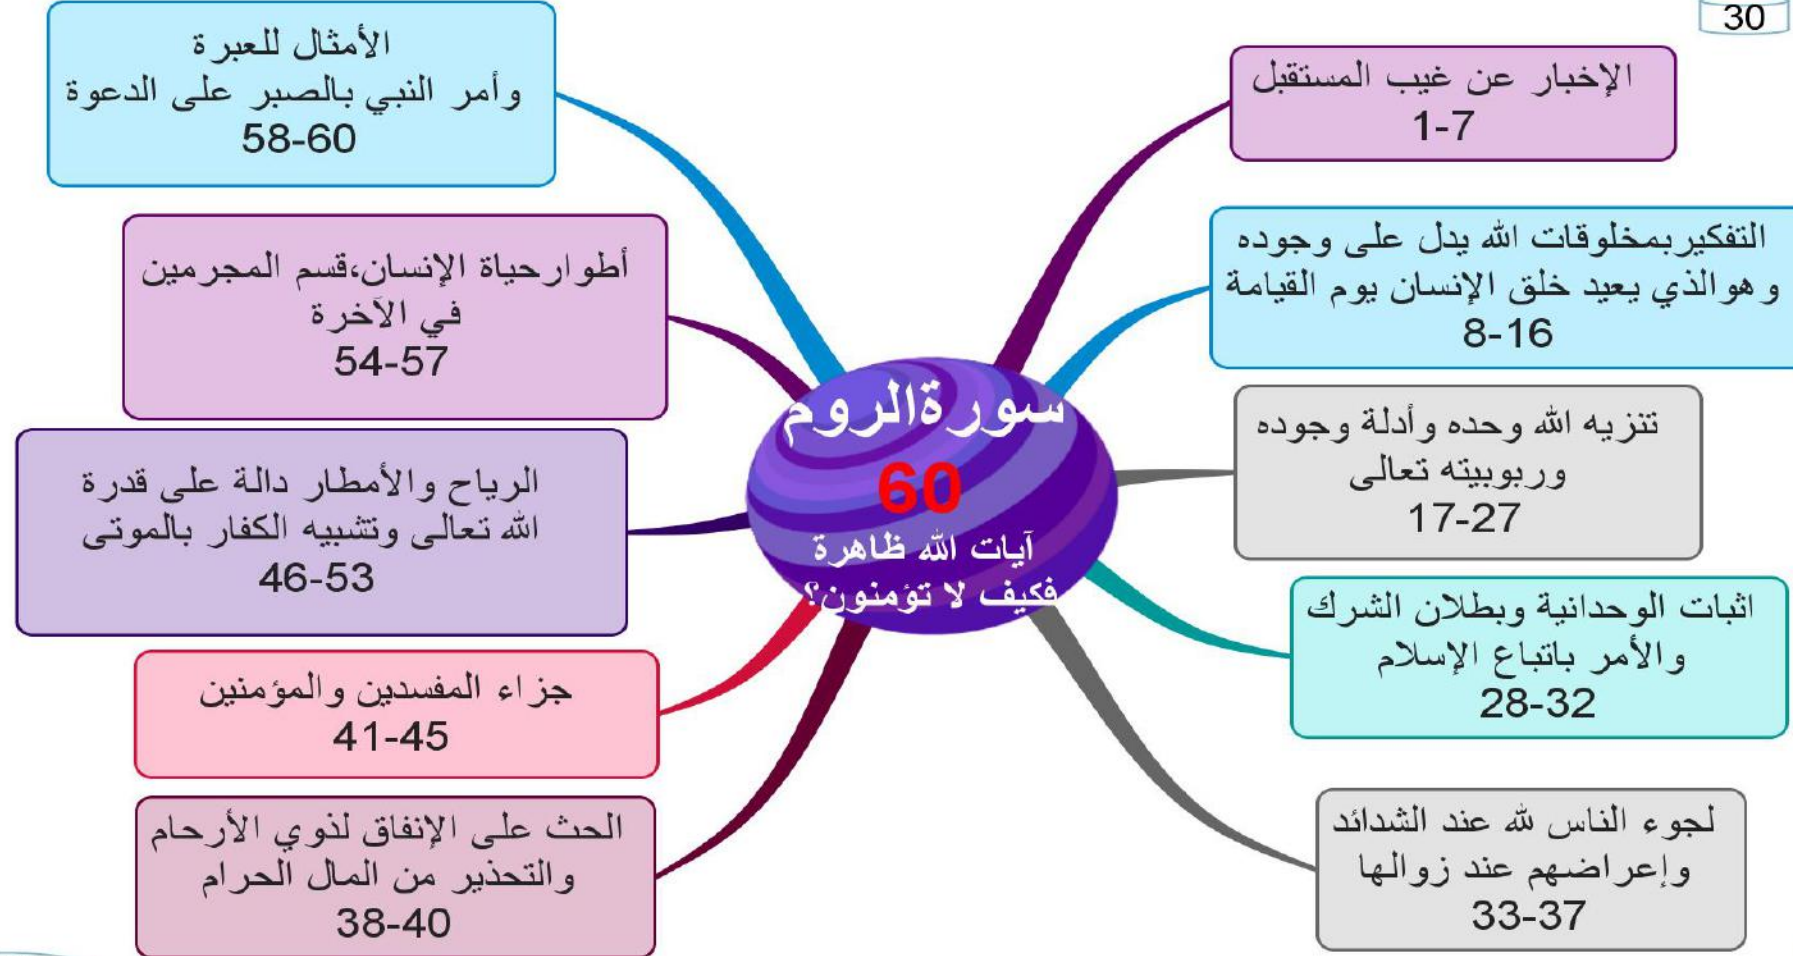 30
سورةالروم
60
آيات الله ظاهرة
فكيف لا تؤمنون؟
الإخبار عن غيب المستقبل
1-7
التفكيربمخلوقات الله يدل على وجوده
وهوالذي يعيد خلق الإنسان يوم القيامة
8-16
تنزيه الله وحده وأدلة وجوده
وربوبيته تعالى
17-27
اثبات الوحدانية وبطلان الشرك
والأمر باتباع الإسلام
28-32
لجوء الناس لله عند الشدائد
وإعراضهم عند زوالها
33-37
الحث على الإنفاق لذوي الأرحام
والتحذير من المال الحرام
38-40
جزاء المفسدين والمؤمنين
41-45
الرياح والأمطار دالة على قدرة
الله تعالى وتشبيه الكفار بالموتى
46-53
أطوارحياة الإنسان،قسم المجرمين
في الآخرة
54-57
الأمثال للعبرة
وأمر النبي بالصبر على الدعوة
58-60